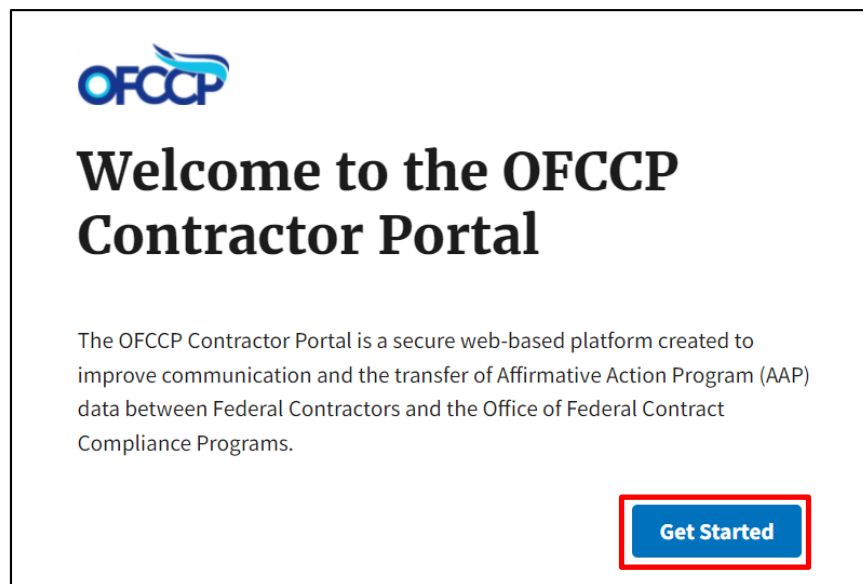 OFCCP
Welcome to the OFCCP
Contractor Portal
The OFCCP Contractor Portal is a secure web-based platform created to
improve communication and the transfer of Affirmative Action Program (AAP)
data between Federal Contractors and the Office of Federal Contract
Compliance Programs.
Get Started